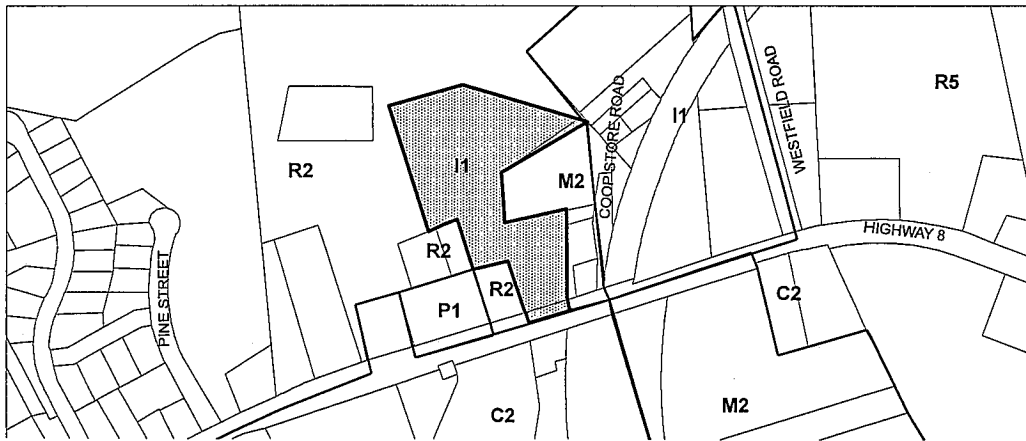 R5
I1
I1
R2
M2
COOP STORE ROAD
WESTFIELD ROAD
HIGHWAY 8
R2
R2
P1
C2
PINE STREET
C2
M2